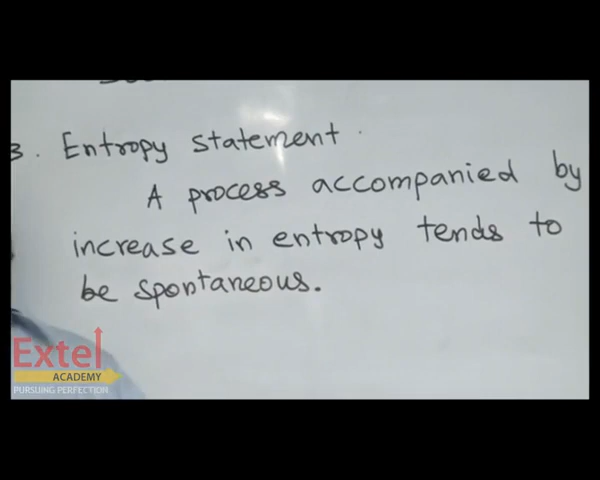 3. Entropy statement.
A process accompanied by
increase in entropy tends to
be spontaneous.
Extel
ACADEMY
PURSUING PERFECTION